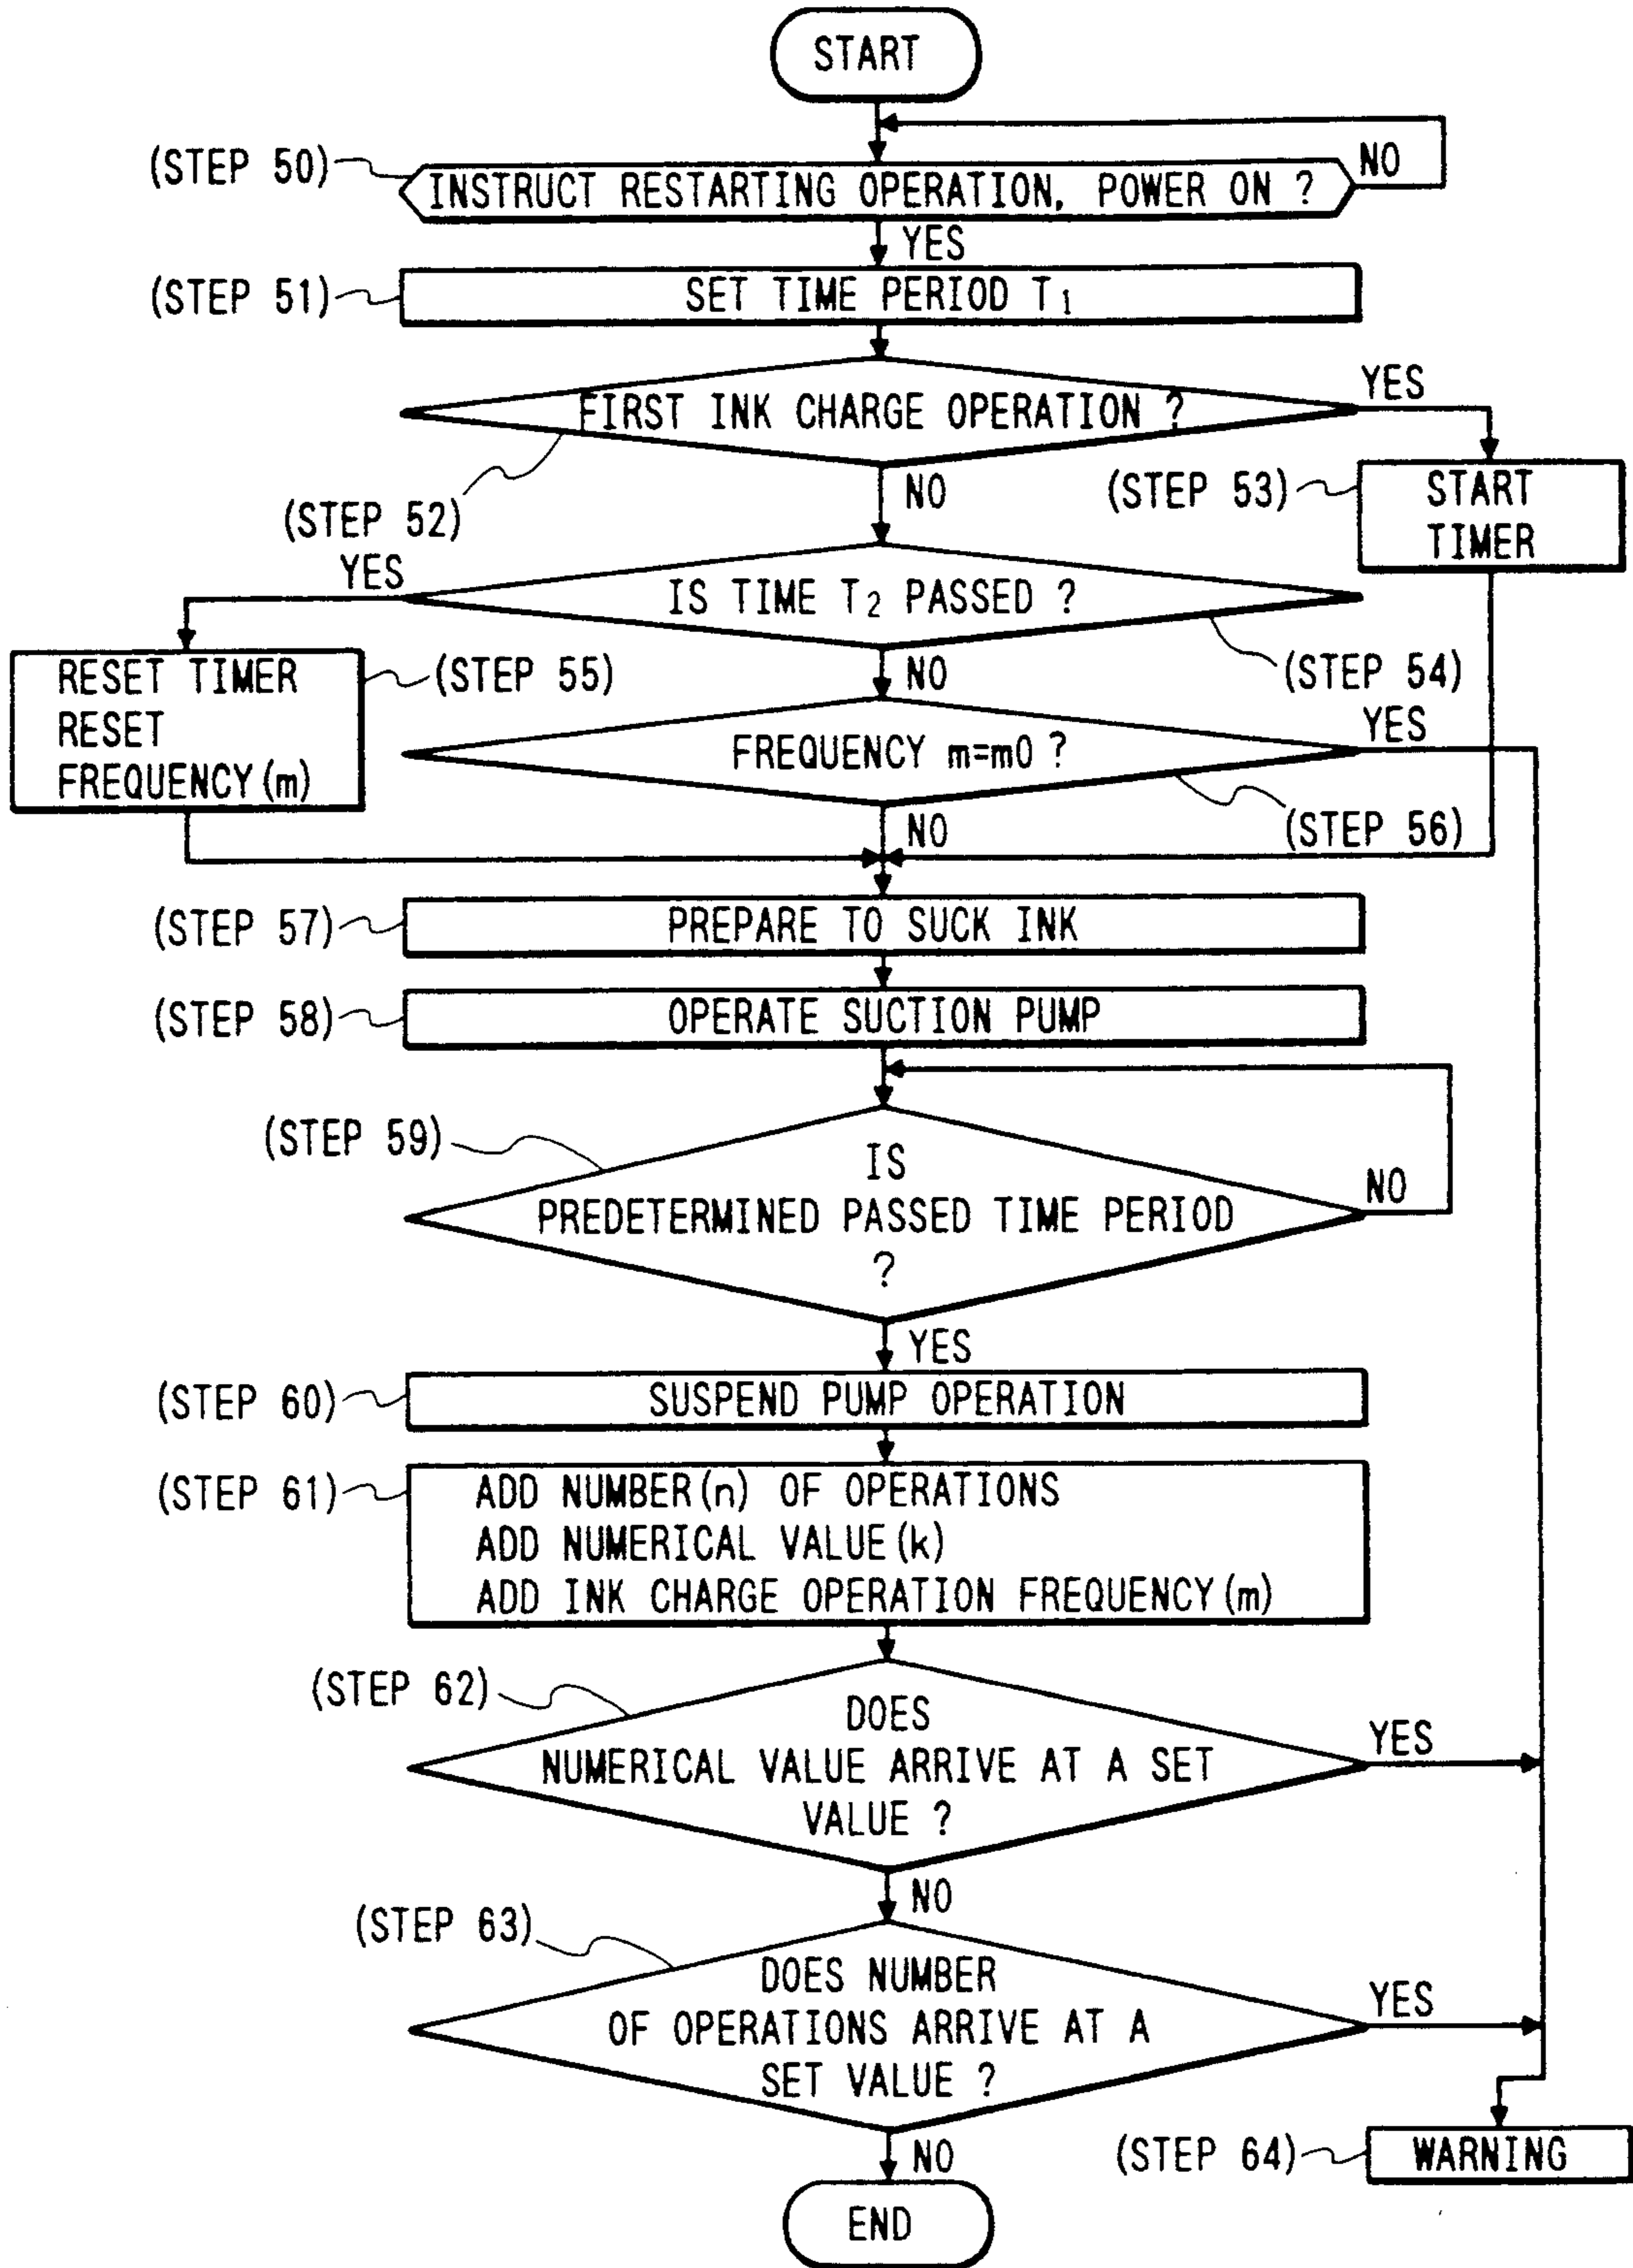 START
(STEP 50)
INSTRUCT RESTARTING OPERATION, POWER ON ?
NO
YES
(STEP 51)
SET TIME PERIOD T1
FIRST INK CHARGE OPERATION ?
YES
(STEP 52)
NO
(STEP 53)
START
TIMER
YES
IS TIME T2 PASSED ?
RESET TIMER
RESET
FREQUENCY(m)
(STEP 55)
NO
(STEP 54)
FREQUENCY m=m0 ?
YES
NO
(STEP 56)
(STEP 57)
PREPARE TO SUCK INK
(STEP 58)
OPERATE SUCTION PUMP
(STEP 59)
IS
PREDETERMINED PASSED TIME PERIOD
?
NO
YES
(STEP 60)
SUSPEND PUMP OPERATION
(STEP 61)
ADD NUMBER(n) OF OPERATIONS
ADD NUMERICAL VALUE(k)
ADD INK CHARGE OPERATION FREQUENCY(m)
(STEP 62)
DOES
NUMERICAL VALUE ARRIVE AT A SET
VALUE ?
YES
NO
(STEP 63)
DOES NUMBER
OF OPERATIONS ARRIVE AT A
SET VALUE ?
YES
NO
(STEP 64)
WARNING
END